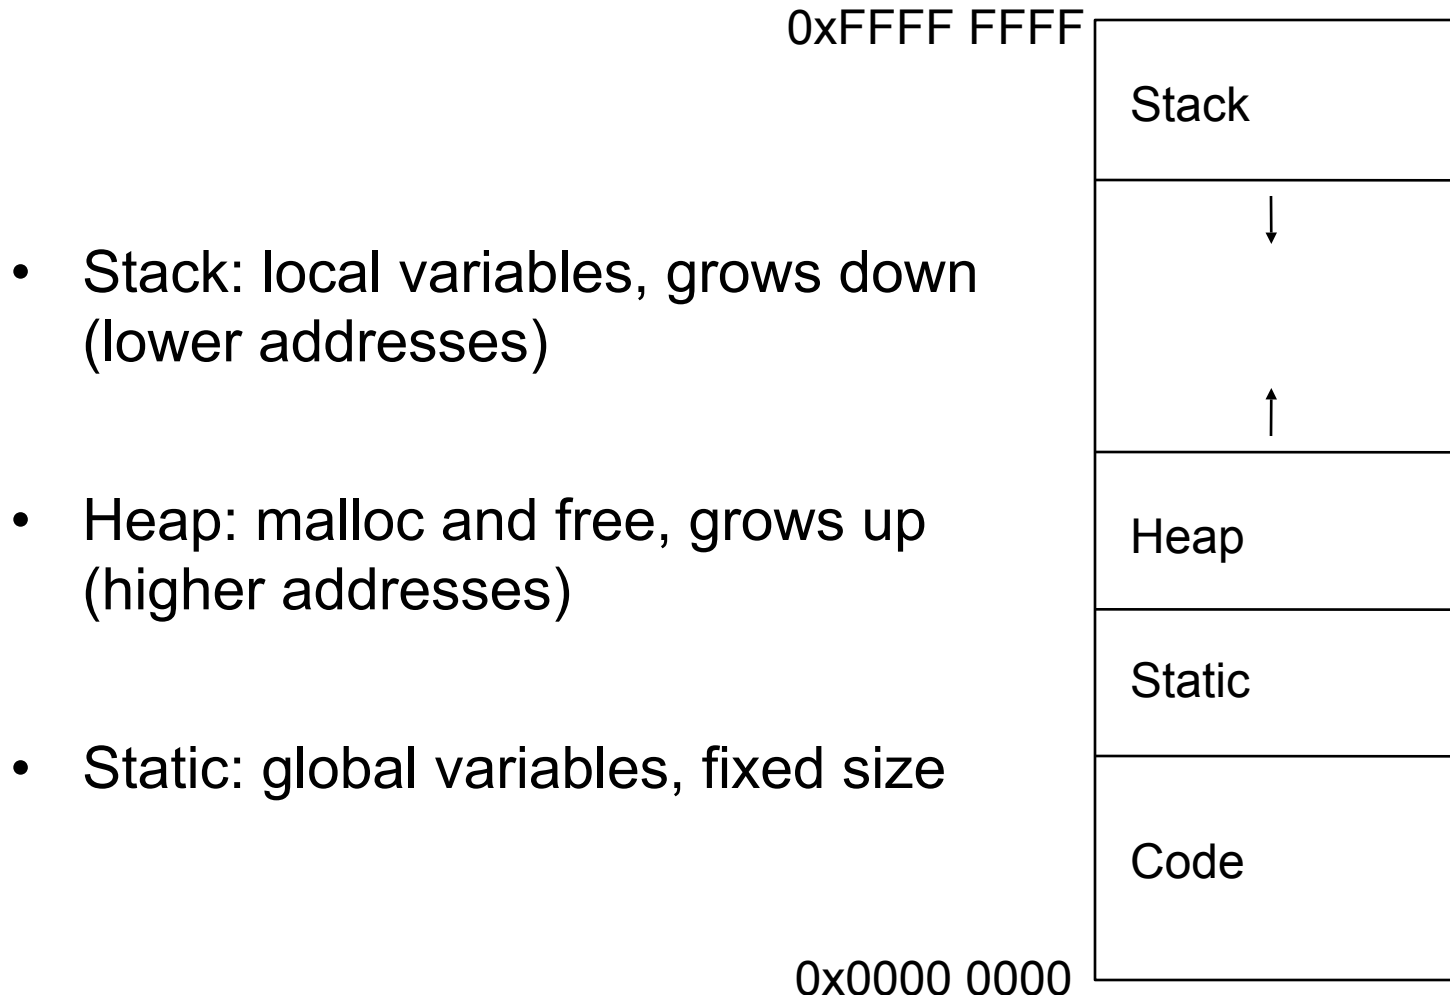 0xFFFF FFFF
Stack
• Stack: local variables, grows down
(lower addresses)
• Heap: malloc and free, grows up
(higher addresses)
Heap
Static
• Static: global variables, fixed size
Code
0x0000 0000